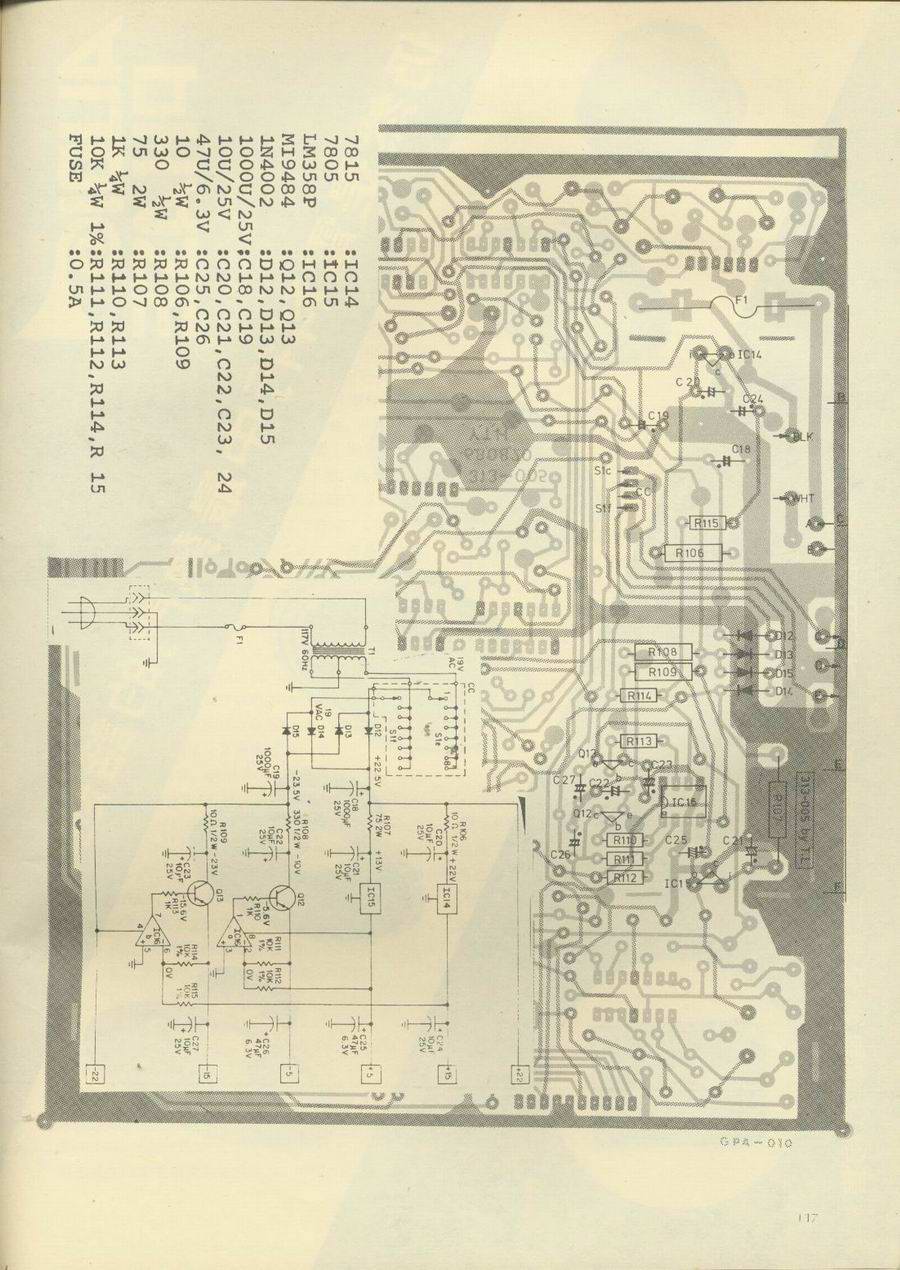 7815 :IC14
7805 :IC15
LM358P :IC16
MI9484 :Q12,Q13
1N4002 :D12,D13,D14,D15
1000U/25V:C18,C19
10U/25V :C20,C21,C22,C23, 24
47U/6.3V :C25,C26
10 ½W :R106,R109
330 ½W :R108
75 2W :R107
1K ¼W :R110,R113
10K ¼W 1%:R111,R112,R114,R 15
FUSE :0.5A
F1
IC14
e
c
C20
C24
C19
B
BLK
C18
S1c
CC
S1f
WHT
A
R115
R106
313-005
680820
YTH
D12
D13
D15
D14
D
R108
R109
R114
R113
Q12
c
b
C23
E
C27
C22
IC16
Q12
c
e
b
R110
R111
R112
C25
C21
C26
R107
313-005 by T.L
F
F1
117V 60Hz
T1
19V AC
CC
S1e
S1f
19 VAC
D15
D14
D13
D12
+22.5V
-23.5V
C19 1000µF 25V
C18 1000µF 25V
R106 10Ω 1/2W
+22V
C20 10µF 25V
IC14
R107 75 2W
+13V
C21 10µF 25V
IC15
R108 330 1/2W
-10V
C22 10µF 25V
Q12
R109 10Ω 1/2W
-23V
C23 10µF 25V
Q13
-5.6V
R110 1K
-15.6V
R113 1K
IC16 a
IC16 b
R111 10K 1%
R112 10K 1%
0V
R114 10K 1%
R115 10K 1%
0V
C24 10µF 25V
C25 47µF 6.3V
C26 47µF 6.3V
C27 10µF 25V
+22
+15
+5
-5
-15
-22
GPA-010
117